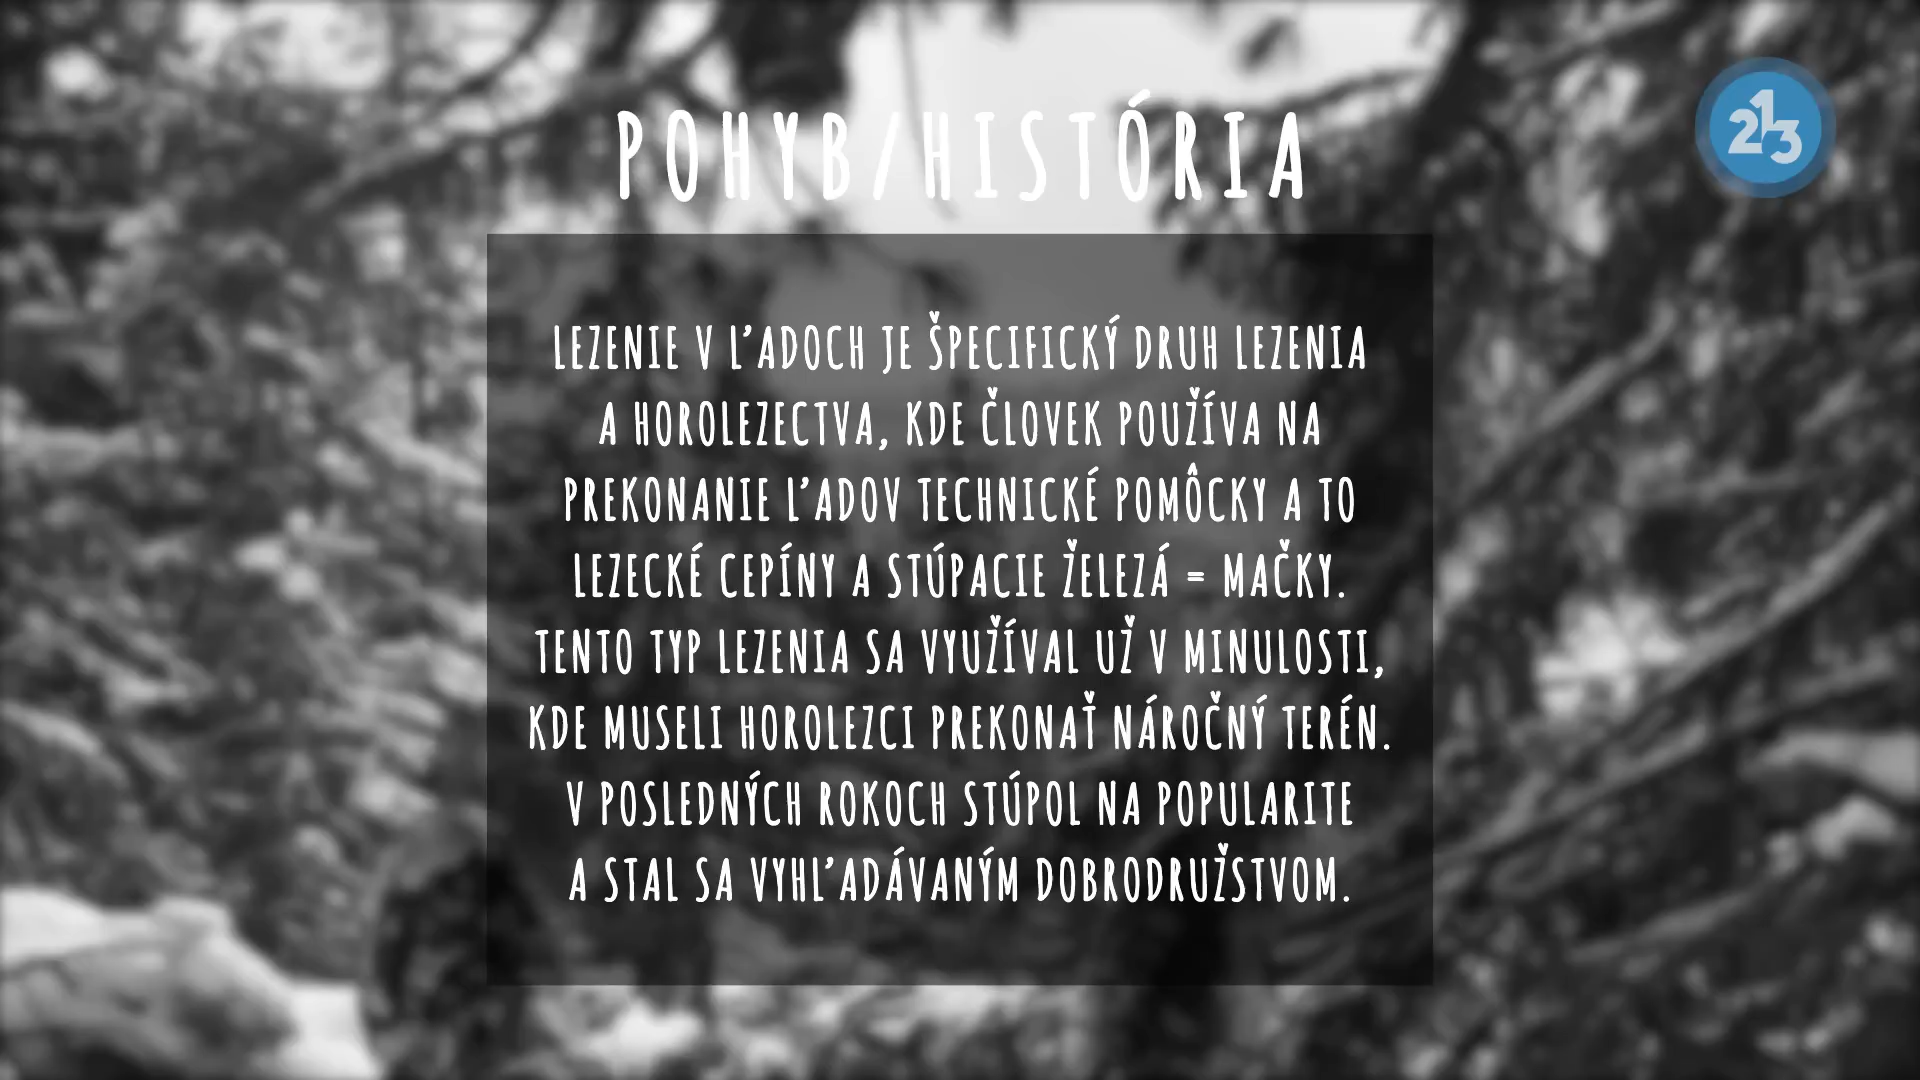 POHYB/HISTÓRIA
213
LEZENIE V ĽADOCH JE ŠPECIFICKÝ DRUH LEZENIA
A HOROLEZECTVA, KDE ČLOVEK POUŽÍVA NA
PREKONANIE ĽADOV TECHNICKÉ POMÔCKY A TO
LEZECKÉ CEPÍNY A STÚPACIE ŽELEZÁ = MAČKY.
TENTO TYP LEZENIA SA VYUŽÍVAL UŽ V MINULOSTI,
KDE MUSELI HOROLEZCI PREKONAŤ NÁROČNÝ TERÉN.
V POSLEDNÝCH ROKOCH STÚPOL NA POPULARITE
A STAL SA VYHĽADÁVANÝM DOBRODRUŽSTVOM.